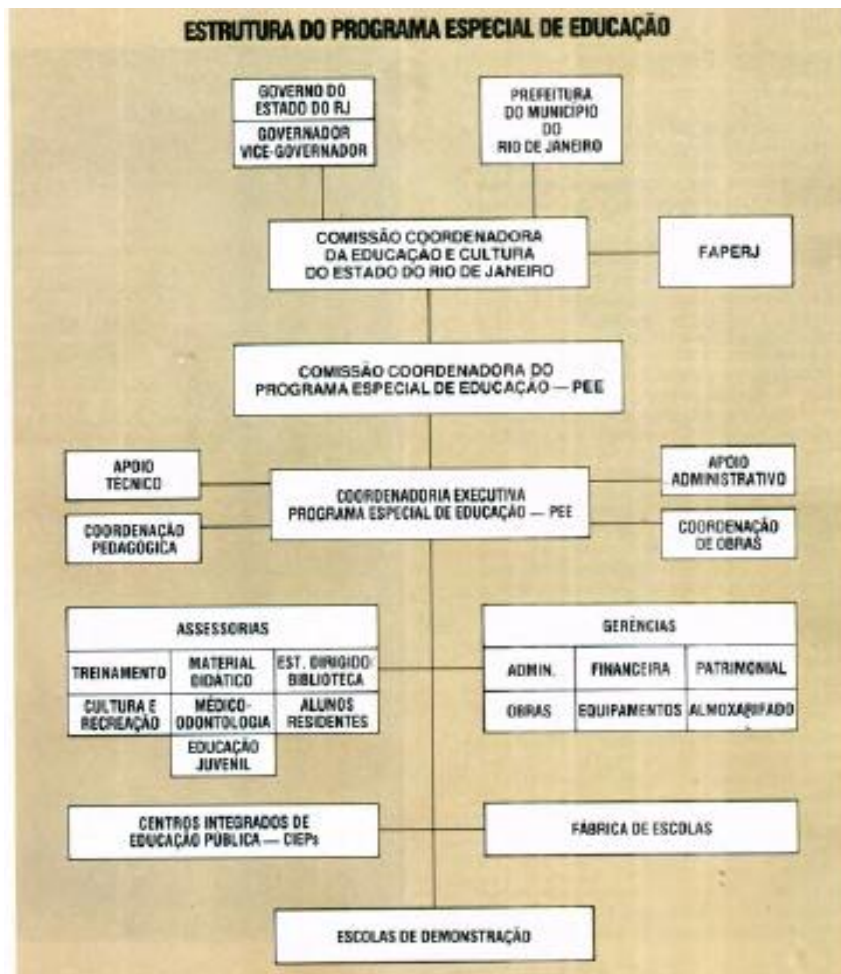 ESTRUTURA DO PROGRAMA ESPECIAL DE EDUCAÇÃO
GOVERNO DO
ESTADO DO RJ
GOVERNADOR
VICE-GOVERNADOR
PREFEITURA
DO MUNICÍPIO
DO
RIO DE JANEIRO
COMISSÃO COORDENADORA
DA EDUCAÇÃO E CULTURA
DO ESTADO DO RIO DE JANEIRO
FAPERJ
COMISSÃO COORDENADORA DO
PROGRAMA ESPECIAL DE EDUCAÇÃO — PEE
APOIO
TÉCNICO
COORDENADORIA EXECUTIVA
PROGRAMA ESPECIAL DE EDUCAÇÃO — PEE
APOIO
ADMINISTRATIVO
COORDENAÇÃO
PEDAGÓGICA
COORDENAÇÃO
DE OBRAS
ASSESSORIAS
TREINAMENTO
MATERIAL
DIDÁTICO
EST. DIRIGIDO
BIBLIOTECA
CULTURA E
RECREAÇÃO
MÉDICO-
ODONTOLOGIA
ALUNOS
RESIDENTES
EDUCAÇÃO
JUVENIL
GERÊNCIAS
ADMIN.
FINANCEIRA
PATRIMONIAL
OBRAS
EQUIPAMENTOS
ALMOXARIFADO
CENTROS INTEGRADOS DE
EDUCAÇÃO PÚBLICA — CIEPs
FÁBRICA DE ESCOLAS
ESCOLAS DE DEMONSTRAÇÃO